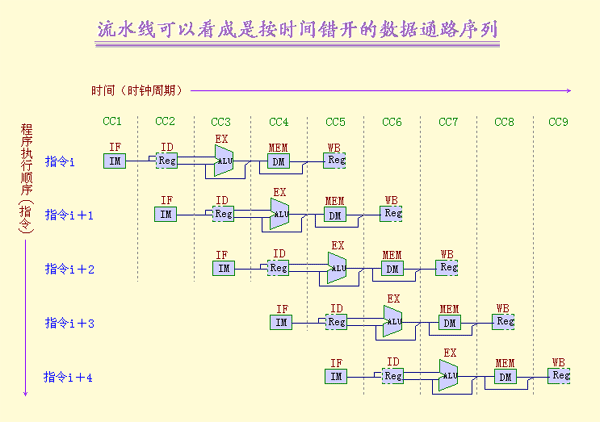 流水线可以看成是按时间错开的数据通路序列
时间（时钟周期）
CC1 CC2 CC3 CC4 CC5 CC6 CC7 CC8 CC9
程序执行顺序(指令)
IF ID EX MEM WB
指令i IM Reg ALU DM Reg
IF ID EX MEM WB
指令i＋1 IM Reg ALU DM Reg
IF ID EX MEM WB
指令i＋2 IM Reg ALU DM Reg
IF ID EX MEM WB
指令i＋3 IM Reg ALU DM Reg
IF ID EX MEM WB
指令i＋4 IM Reg ALU DM Reg